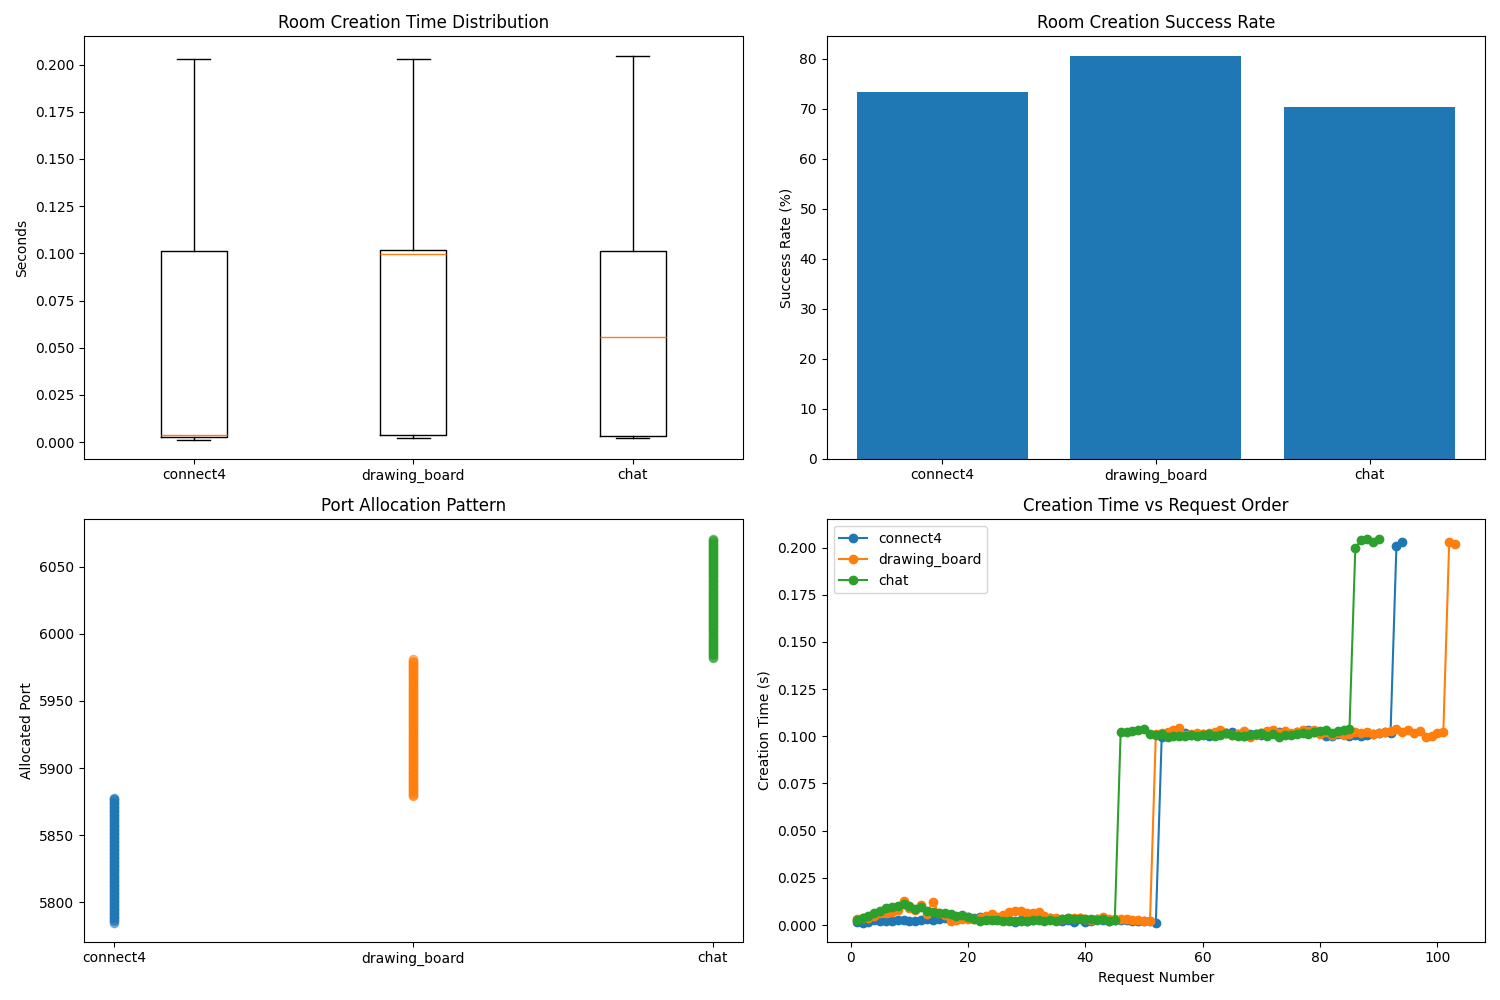 Room Creation Time Distribution
Seconds
0.200
0.175
0.150
0.125
0.100
0.075
0.050
0.025
0.000
connect4 drawing_board chat
Room Creation Success Rate
Success Rate (%)
80
70
60
50
40
30
20
10
0
connect4 drawing_board chat
Port Allocation Pattern
Allocated Port
6050
6000
5950
5900
5850
5800
connect4 drawing_board chat
Creation Time vs Request Order
connect4
drawing_board
chat
Creation Time (s)
0.200
0.175
0.150
0.125
0.100
0.075
0.050
0.025
0.000
0 20 40 60 80 100
Request Number